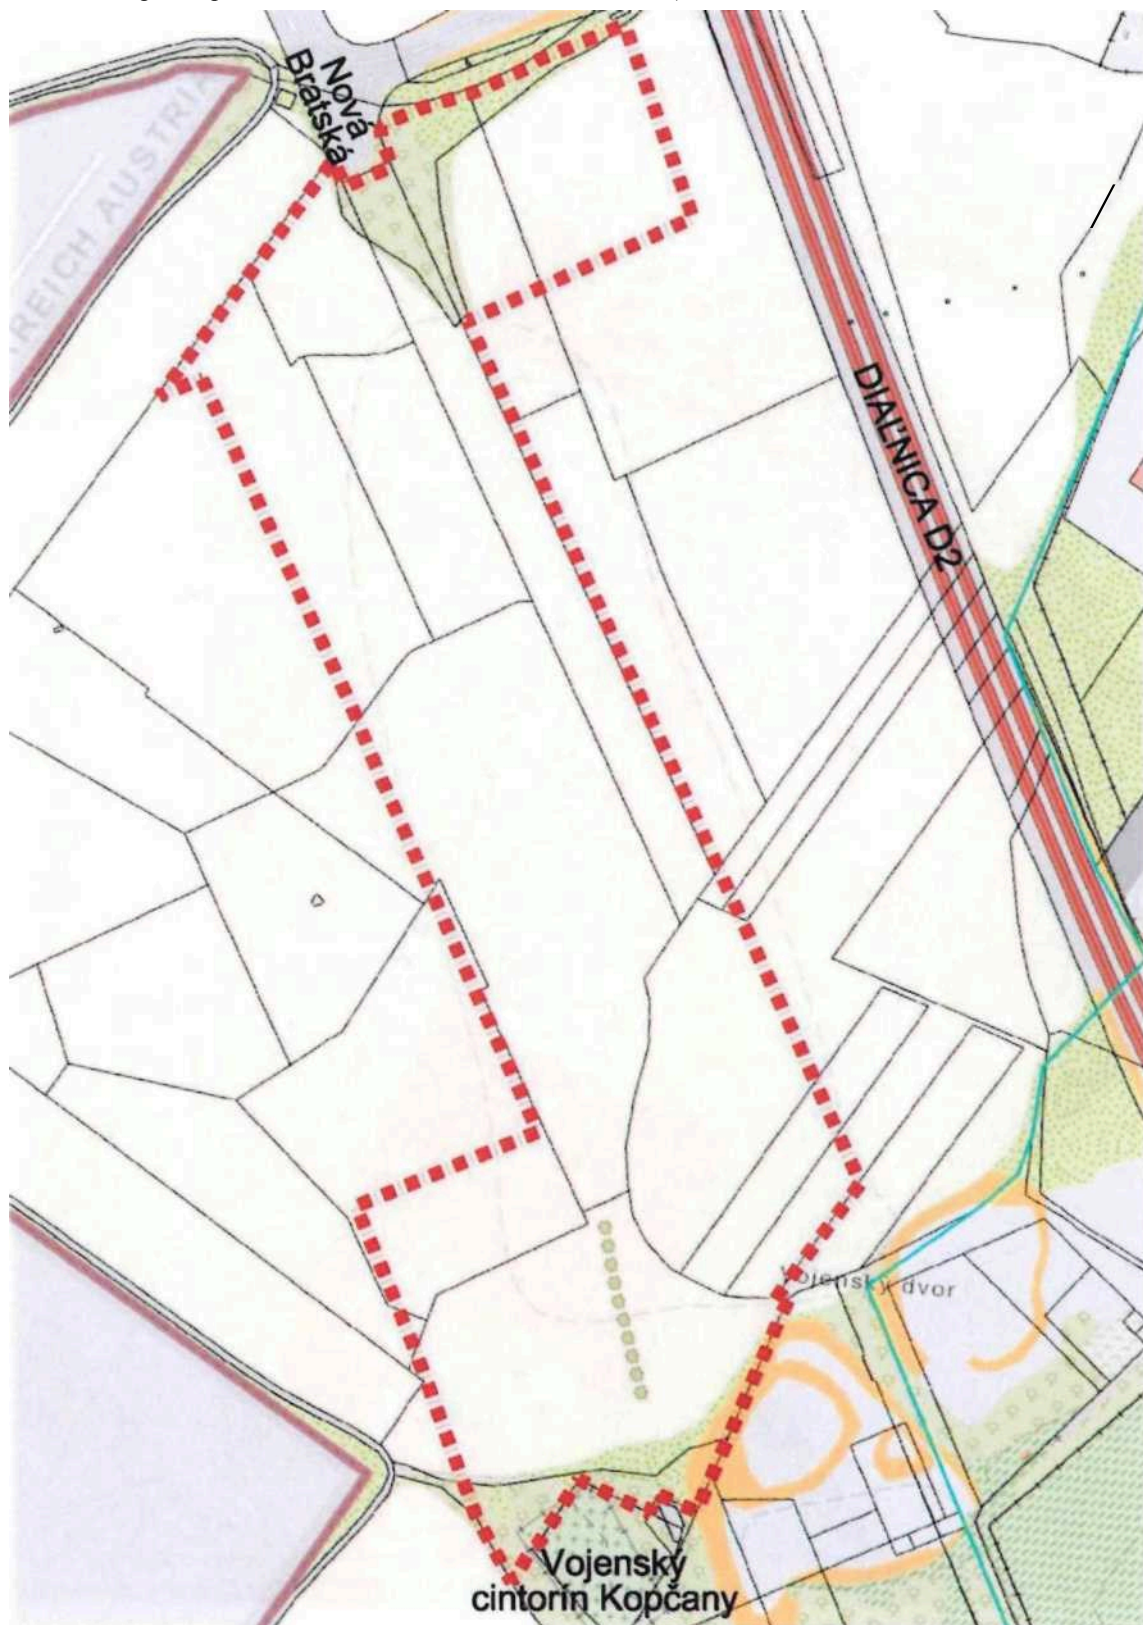 Nová
Bratská
REICH AUSTRIA
DIAĽNICA D2
Vojenský dvor
Vojenský
cintorín Kopčany